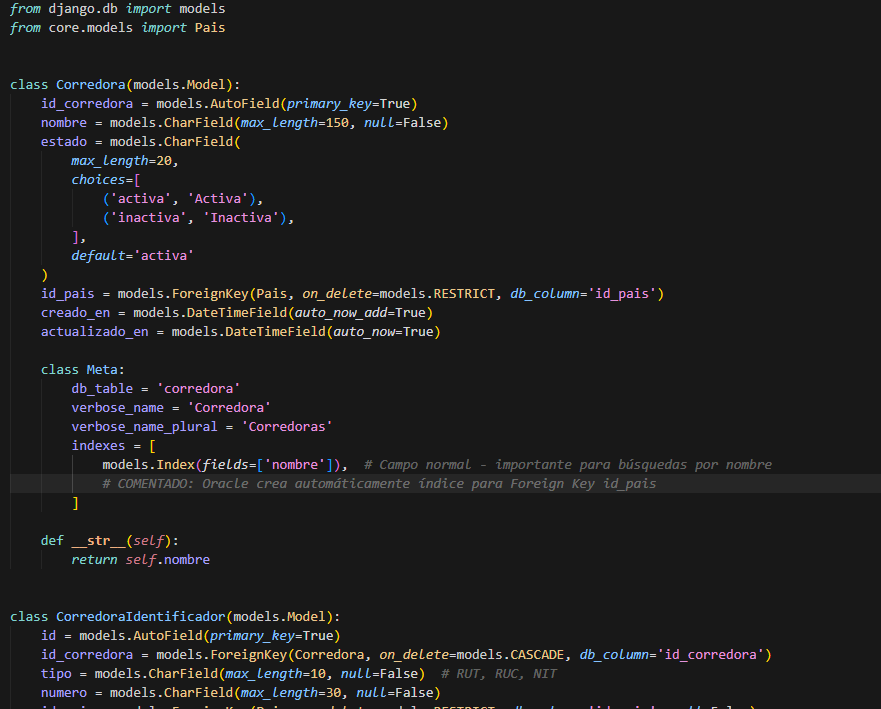 from django.db import models
from core.models import Pais
class Corredora(models.Model):
    id_corredora = models.AutoField(primary_key=True)
    nombre = models.CharField(max_length=150, null=False)
    estado = models.CharField(
        max_length=20,
        choices=[
            ('activa', 'Activa'),
            ('inactiva', 'Inactiva'),
        ],
        default='activa'
    )
    id_pais = models.ForeignKey(Pais, on_delete=models.RESTRICT, db_column='id_pais')
    creado_en = models.DateTimeField(auto_now_add=True)
    actualizado_en = models.DateTimeField(auto_now=True)
    class Meta:
        db_table = 'corredora'
        verbose_name = 'Corredora'
        verbose_name_plural = 'Corredoras'
        indexes = [
            models.Index(fields=['nombre']),  # Campo normal - importante para búsquedas por nombre
            # COMENTADO: Oracle crea automáticamente índice para Foreign Key id_pais
        ]
    def __str__(self):
        return self.nombre
class CorredoraIdentificador(models.Model):
    id = models.AutoField(primary_key=True)
    id_corredora = models.ForeignKey(Corredora, on_delete=models.CASCADE, db_column='id_corredora')
    tipo = models.CharField(max_length=10, null=False)  # RUT, RUC, NIT
    numero = models.CharField(max_length=30, null=False)